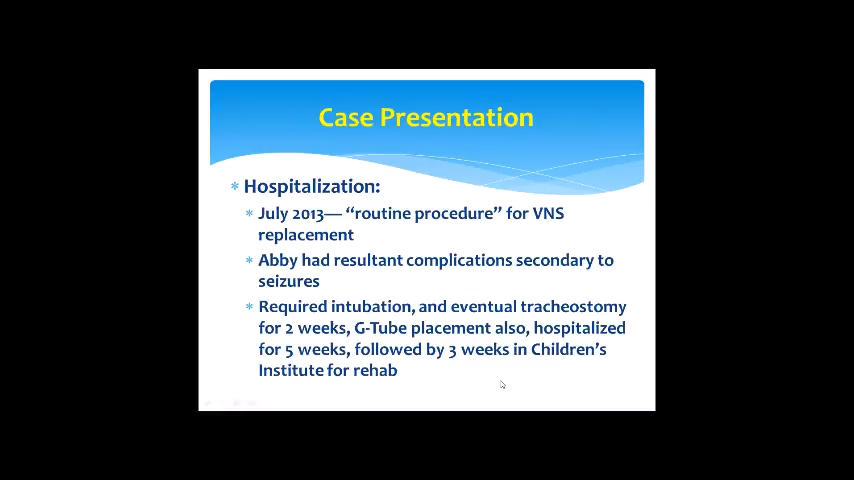 Case Presentation
Hospitalization:
July 2013— “routine procedure” for VNS
replacement
Abby had resultant complications secondary to
seizures
Required intubation, and eventual tracheostomy
for 2 weeks, G-Tube placement also, hospitalized
for 5 weeks, followed by 3 weeks in Children’s
Institute for rehab